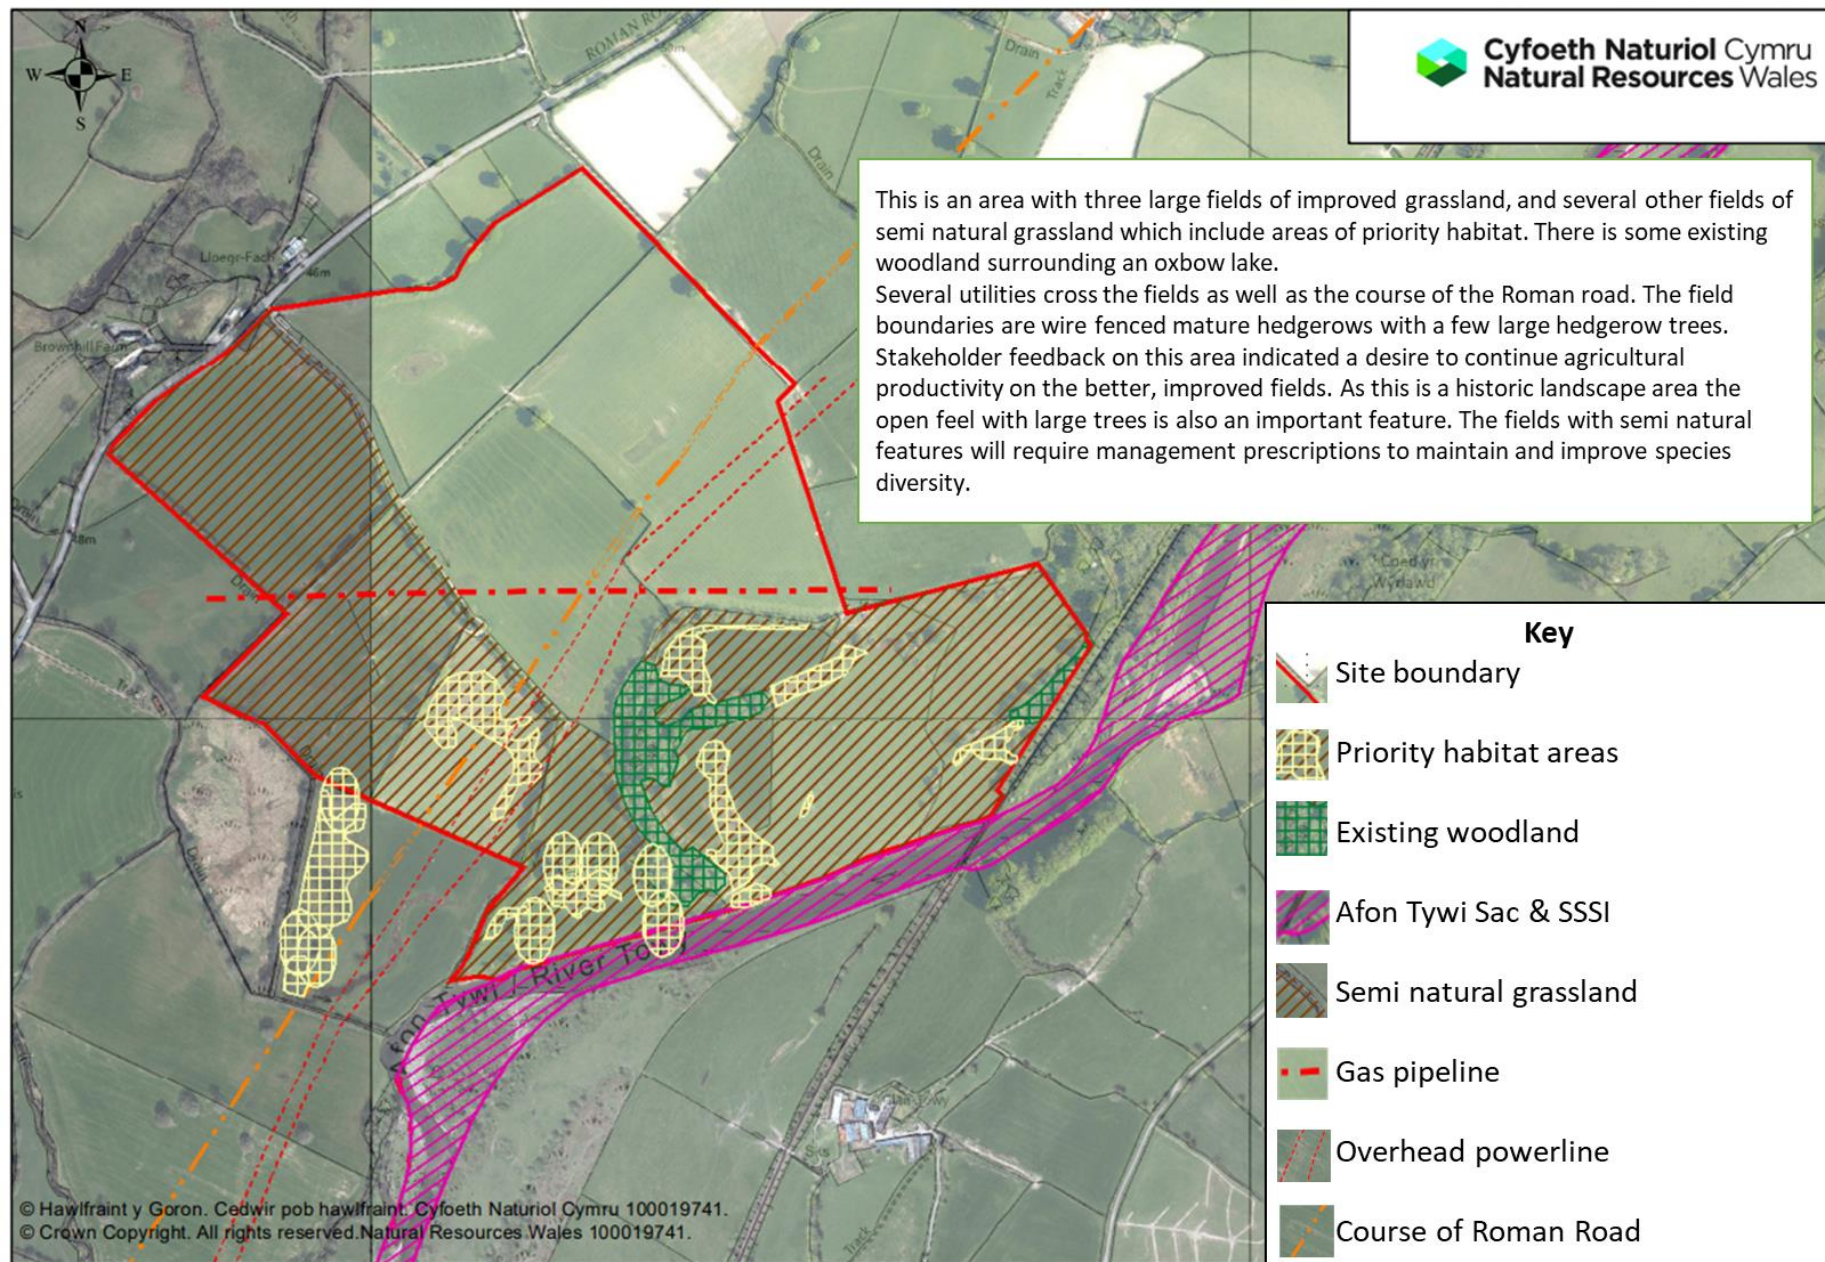 N
W
E
S
ROMAN RO
Drain
Track
Drain
Cyfoeth Naturiol Cymru
Natural Resources Wales
This is an area with three large fields of improved grassland, and several other fields of
semi natural grassland which include areas of priority habitat. There is some existing
woodland surrounding an oxbow lake.
Several utilities cross the fields as well as the course of the Roman road. The field
boundaries are wire fenced mature hedgerows with a few large hedgerow trees.
Stakeholder feedback on this area indicated a desire to continue agricultural
productivity on the better, improved fields. As this is a historic landscape area the
open feel with large trees is also an important feature. The fields with semi natural
features will require management prescriptions to maintain and improve species
diversity.
Lloegr-Fach
46m
Brownhill Farm
Drain
Coed yr
Wyrlawd
Key
Site boundary
Priority habitat areas
Existing woodland
Afon Tywi Sac & SSSI
Semi natural grassland
Gas pipeline
Overhead powerline
Course of Roman Road
Afon Tywi / River To
Track
© Hawlfraint y Goron. Cedwir pob hawlfraint. Cyfoeth Naturiol Cymru 100019741.
© Crown Copyright. All rights reserved.Natural Resources Wales 100019741.